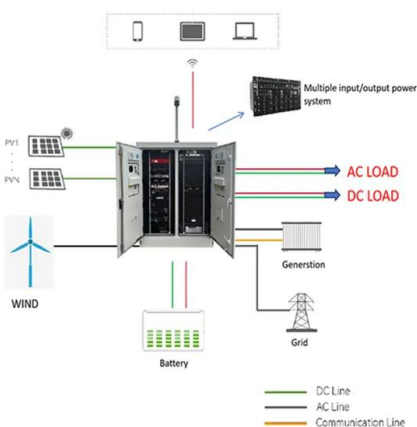 Multiple input/output power
system
PV1
PVN
AC LOAD
DC LOAD
WIND
Generstion
Grid
Battery
DC Line
AC Line
Communication Line